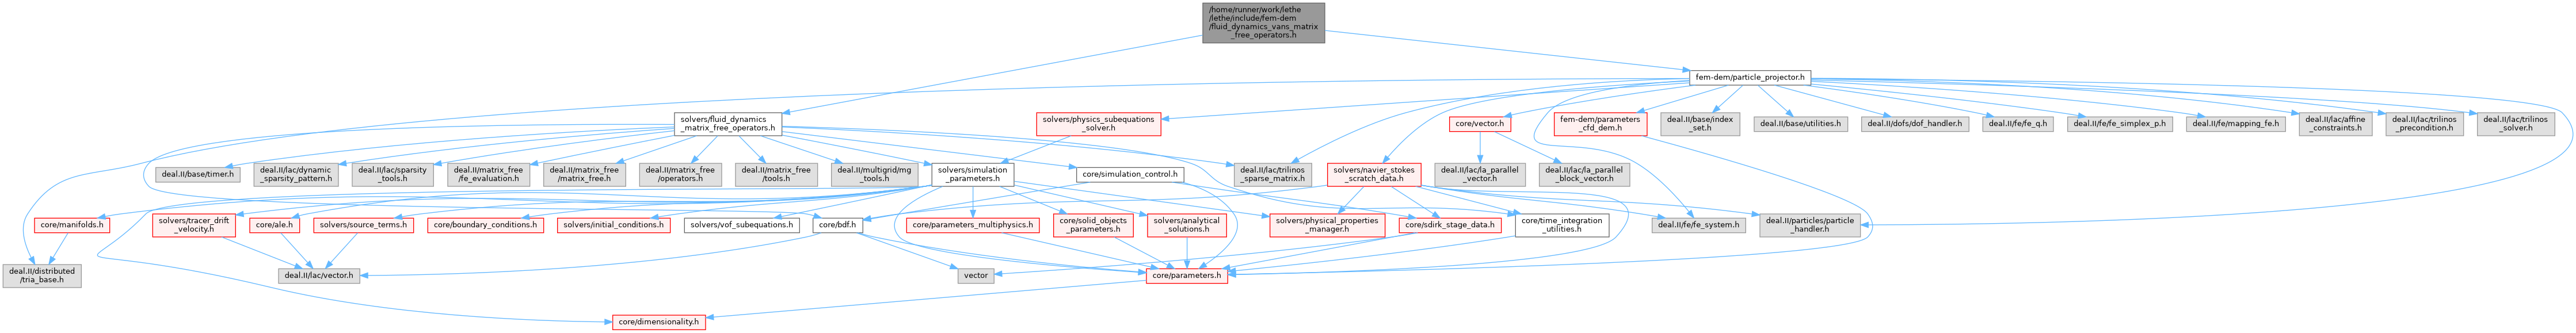 /home/runner/work/lethe
/lethe/include/fem-dem
/fluid_dynamics_vans_matrix
_free_operators.h
fem-dem/particle_projector.h
solvers/fluid_dynamics
_matrix_free_operators.h
solvers/physics_subequations
_solver.h
core/vector.h
fem-dem/parameters
_cfd_dem.h
deal.II/base/index
_set.h
deal.II/base/utilities.h
deal.II/dofs/dof_handler.h
deal.II/fe/fe_q.h
deal.II/fe/fe_simplex_p.h
deal.II/fe/mapping_fe.h
deal.II/lac/affine
_constraints.h
deal.II/lac/trilinos
_precondition.h
deal.II/lac/trilinos
_solver.h
deal.II/base/timer.h
deal.II/lac/dynamic
_sparsity_pattern.h
deal.II/lac/sparsity
_tools.h
deal.II/matrix_free
/fe_evaluation.h
deal.II/matrix_free
/matrix_free.h
deal.II/matrix_free
/operators.h
deal.II/matrix_free
/tools.h
deal.II/multigrid/mg
_tools.h
solvers/simulation
_parameters.h
core/simulation_control.h
deal.II/lac/trilinos
_sparse_matrix.h
solvers/navier_stokes
_scratch_data.h
deal.II/lac/la_parallel
_vector.h
deal.II/lac/la_parallel
_block_vector.h
core/manifolds.h
solvers/tracer_drift
_velocity.h
core/ale.h
solvers/source_terms.h
core/boundary_conditions.h
solvers/initial_conditions.h
solvers/vof_subequations.h
core/bdf.h
core/parameters_multiphysics.h
core/solid_objects
_parameters.h
solvers/analytical
_solutions.h
solvers/physical_properties
_manager.h
core/sdirk_stage_data.h
core/time_integration
_utilities.h
deal.II/fe/fe_system.h
deal.II/particles/particle
_handler.h
deal.II/distributed
/tria_base.h
deal.II/lac/vector.h
vector
core/parameters.h
core/dimensionality.h